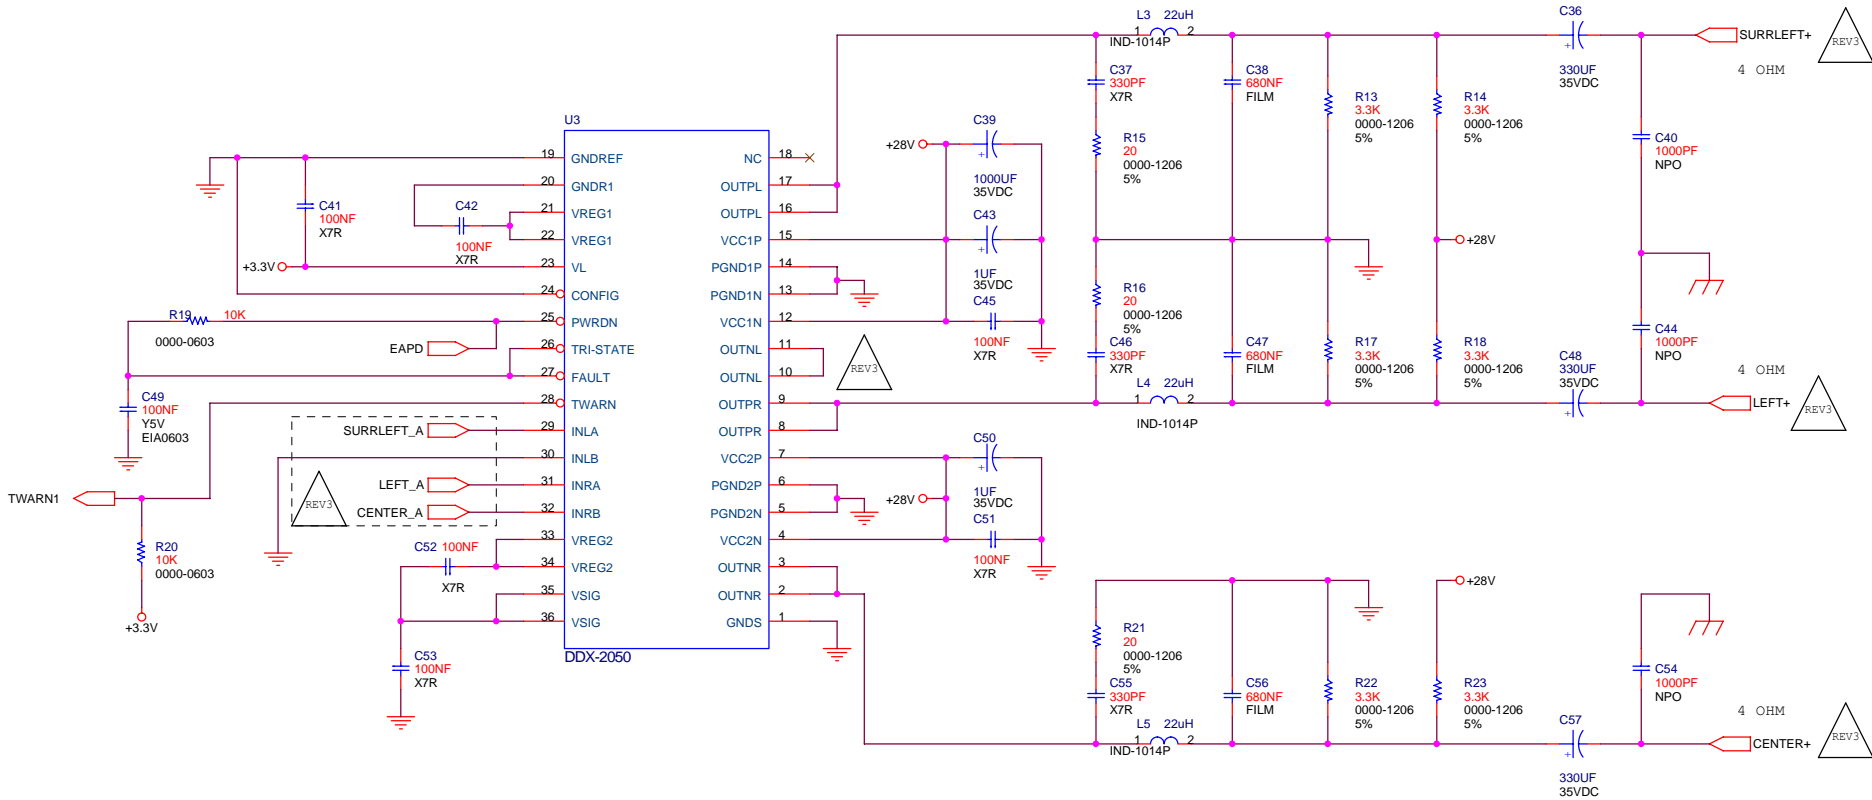 U3
19 GNDREF
20 GNDR1
21 VREG1
22 VREG1
23 VL
24 CONFIG
25 PWRDN
26 TRI-STATE
27 FAULT
28 TWARN
29 INLA
30 INLB
31 INRA
32 INRB
33 VREG2
34 VREG2
35 VSIG
36 VSIG
NC 18
OUTPL 17
OUTPL 16
VCC1P 15
PGND1P 14
PGND1N 13
VCC1N 12
OUTNL 11
OUTNL 10
OUTPR 9
OUTPR 8
VCC2P 7
PGND2P 6
PGND2N 5
VCC2N 4
OUTNR 3
OUTNR 2
GNDS 1
DDX-2050
C41
100NF
X7R
C42
100NF
X7R
+3.3V
R19 10K
0000-0603
EAPD
C49
100NF
Y5V
EIA0603
SURRLEFT_A
LEFT_A
CENTER_A
REV3
TWARN1
R20
10K
0000-0603
+3.3V
C52 100NF
X7R
C53
100NF
X7R
+28V
C39
+
1000UF
35VDC
C43
+
1UF
35VDC
C45
100NF
X7R
REV3
+28V
C50
+
1UF
35VDC
C51
100NF
X7R
L3 22uH
1 2
IND-1014P
C37
330PF
X7R
C38
680NF
FILM
R13
3.3K
0000-1206
5%
R14
3.3K
0000-1206
5%
R15
20
0000-1206
5%
C36
+
330UF
35VDC
SURRLEFT+
REV3
4 OHM
C40
1000PF
NPO
+28V
R16
20
0000-1206
5%
C46
330PF
X7R
C47
680NF
FILM
R17
3.3K
0000-1206
5%
R18
3.3K
0000-1206
5%
C44
1000PF
NPO
C48
330UF
35VDC
+
4 OHM
LEFT+
REV3
L4 22uH
1 2
IND-1014P
+28V
R21
20
0000-1206
5%
C55
330PF
X7R
C56
680NF
FILM
R22
3.3K
0000-1206
5%
R23
3.3K
0000-1206
5%
C54
1000PF
NPO
L5 22uH
1 2
IND-1014P
C57
+
330UF
35VDC
4 OHM
CENTER+
REV3